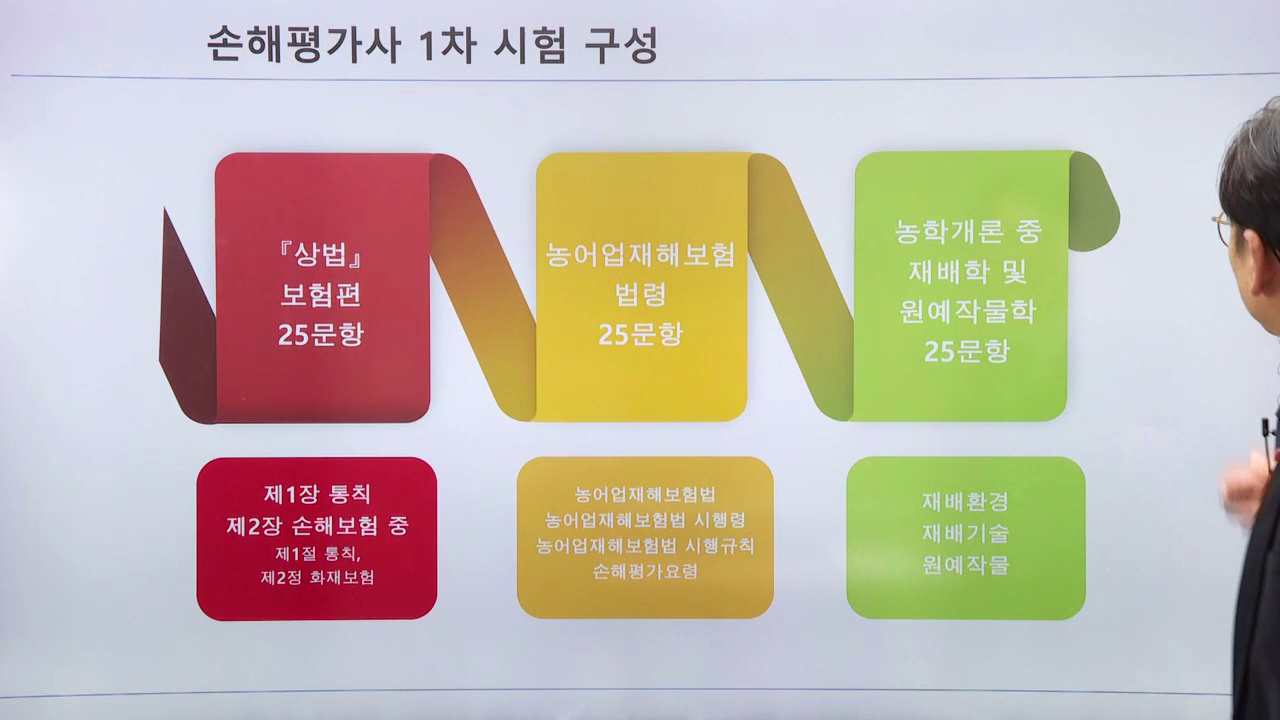 손해평가사 1차 시험 구성
『상법』
보험편
25문항
농어업재해보험
법령
25문항
농학개론 중
재배학 및
원예작물학
25문항
제1장 통칙
제2장 손해보험 중
제1절 통칙,
제2정 화재보험
농어업재해보험법
농어업재해보험법 시행령
농어업재해보험법 시행규칙
손해평가요령
재배환경
재배기술
원예작물